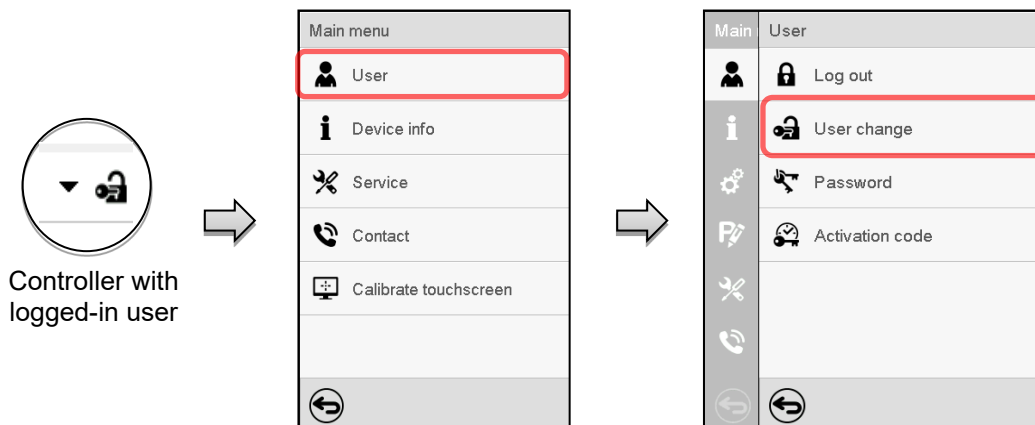 Controller with
logged-in user
Main menu
User
Device info
Service
Contact
Calibrate touchscreen
Main
User
Log out
User change
Password
Activation code